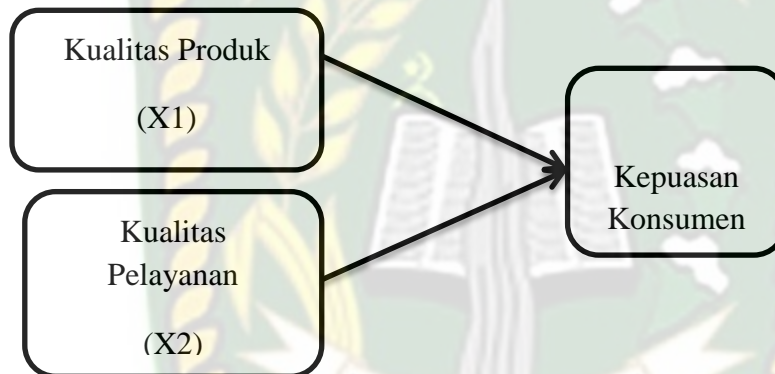 Kualitas Produk
(X1)
Kualitas
Pelayanan
(X2)
Kepuasan
Konsumen